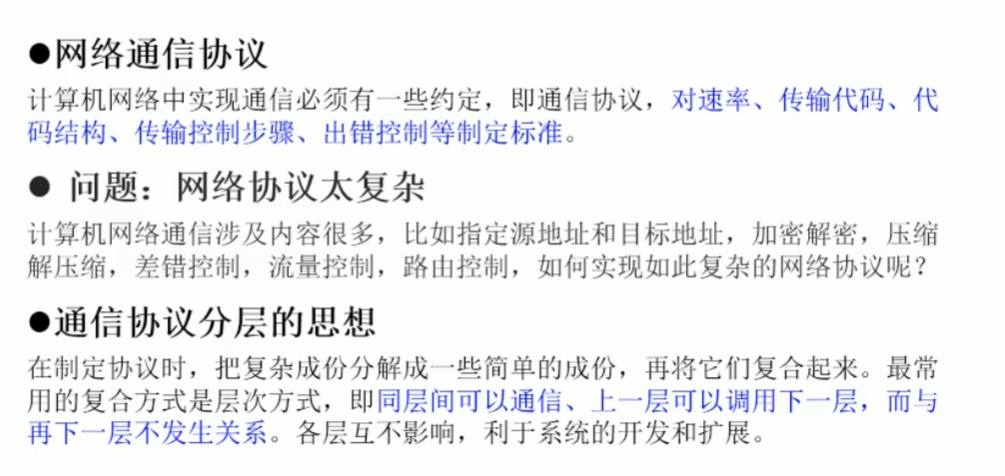 ●网络通信协议
计算机网络中实现通信必须有一些约定，即通信协议，对速率、传输代码、代
码结构、传输控制步骤、出错控制等制定标准。
● 问题：网络协议太复杂
计算机网络通信涉及内容很多，比如指定源地址和目标地址，加密解密，压缩
解压缩，差错控制，流量控制，路由控制，如何实现如此复杂的网络协议呢？
●通信协议分层的思想
在制定协议时，把复杂成份分解成一些简单的成份，再将它们复合起来。最常
用的复合方式是层次方式，即同层间可以通信、上一层可以调用下一层，而与
再下一层不发生关系。各层互不影响，利于系统的开发和扩展。